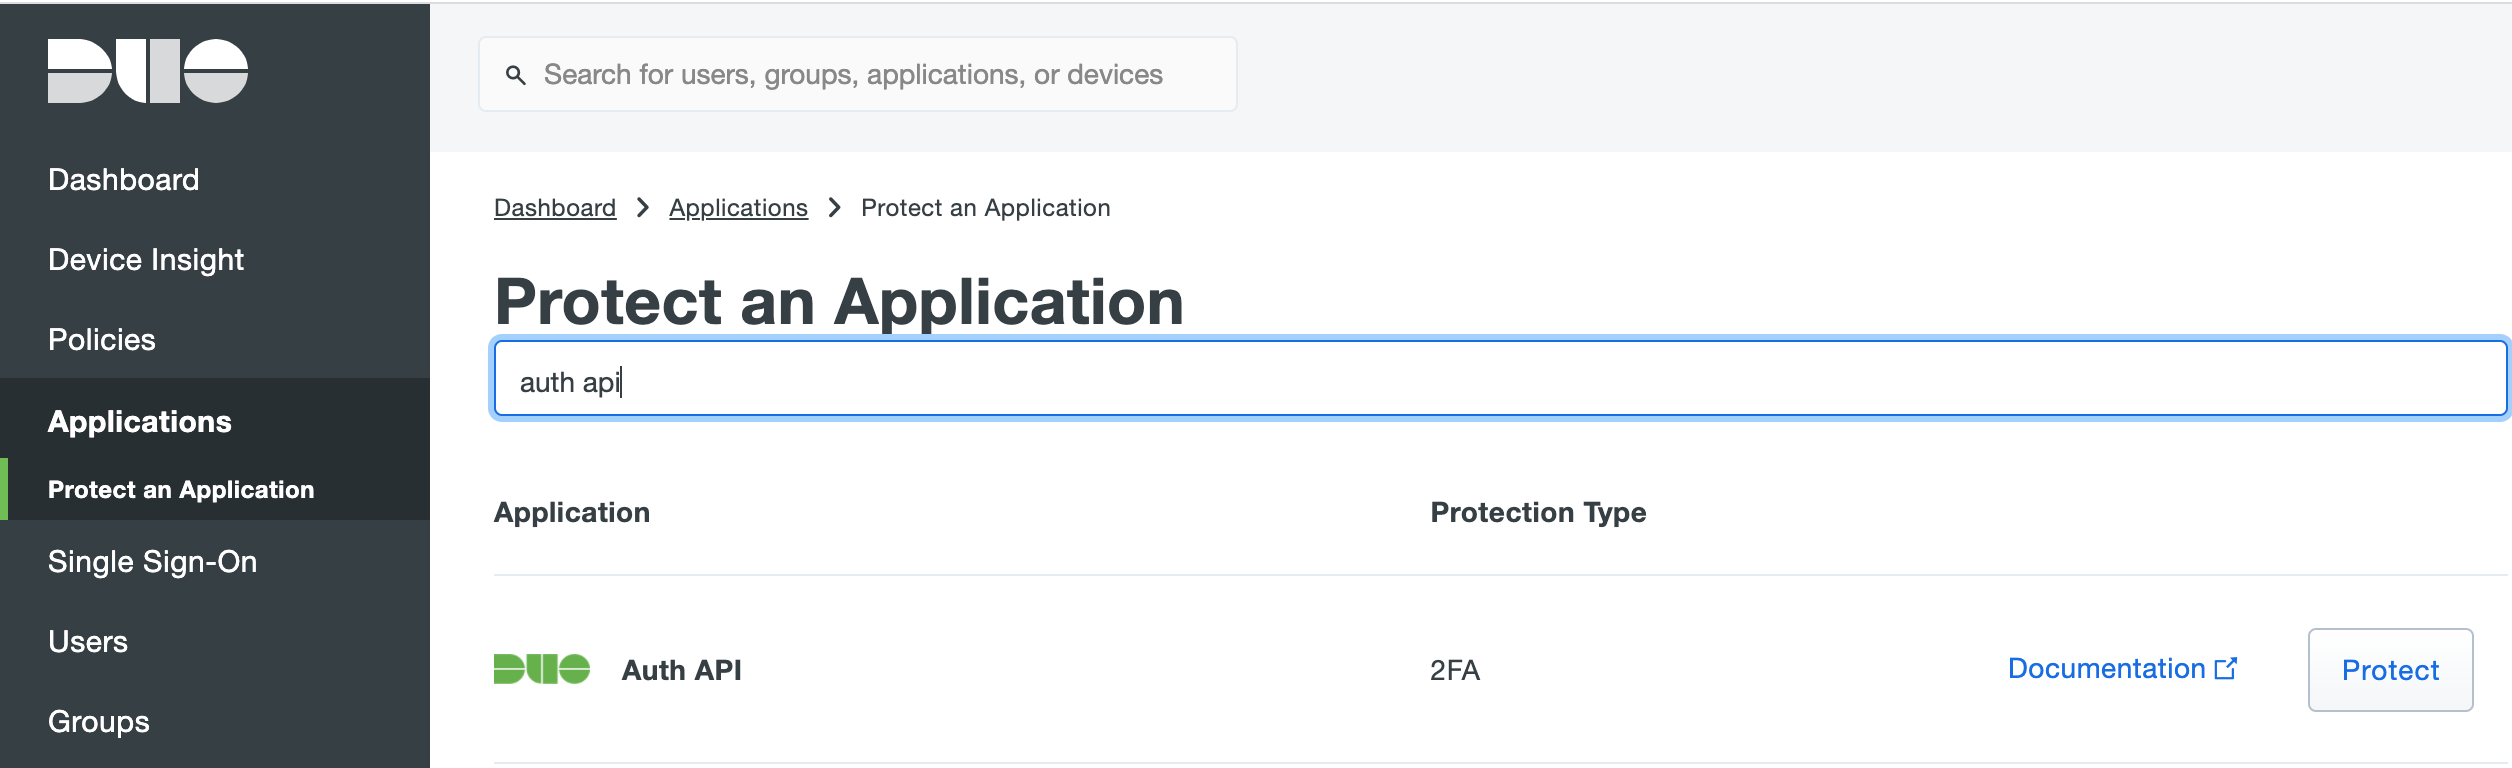 DUO
Search for users, groups, applications, or devices
Dashboard
Device Insight
Policies
Applications
Protect an Application
Single Sign-On
Users
Groups
Dashboard > Applications > Protect an Application
Protect an Application
auth api
Application Protection Type
DUO Auth API 2FA Documentation Protect